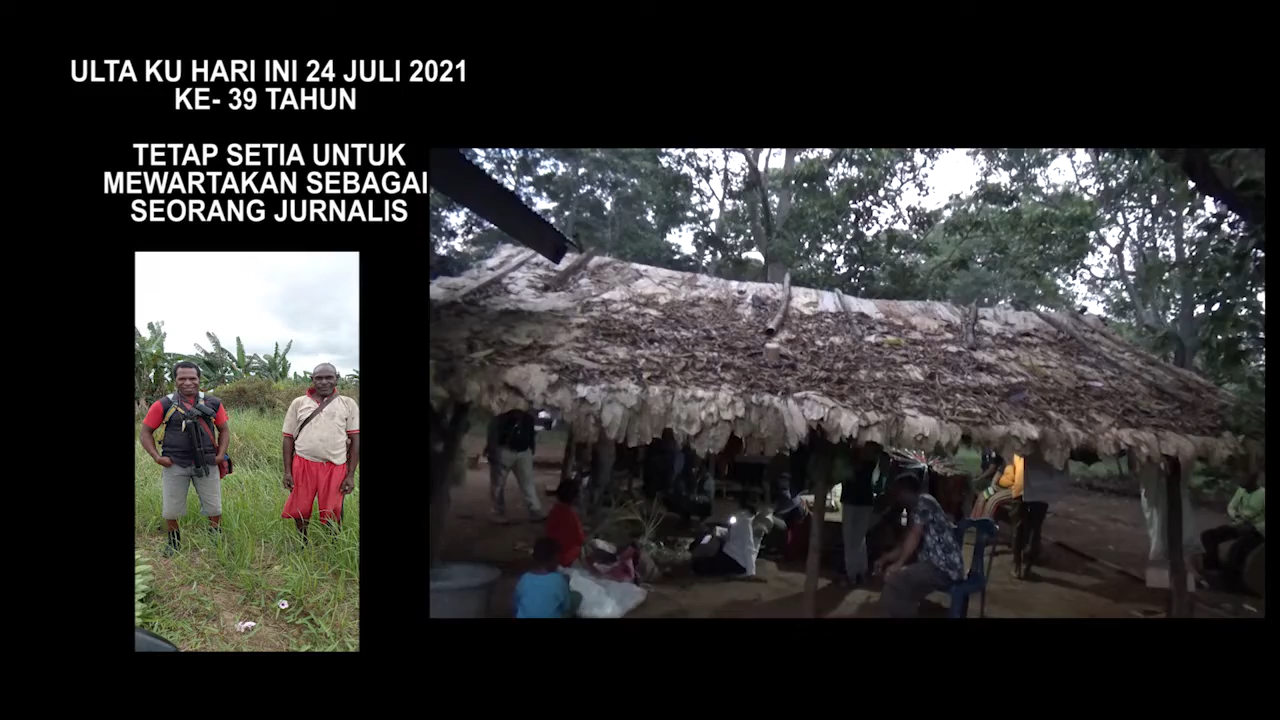 ULTA KU HARI INI 24 JULI 2021
KE- 39 TAHUN
TETAP SETIA UNTUK
MEWARTAKAN SEBAGAI
SEORANG JURNALIS